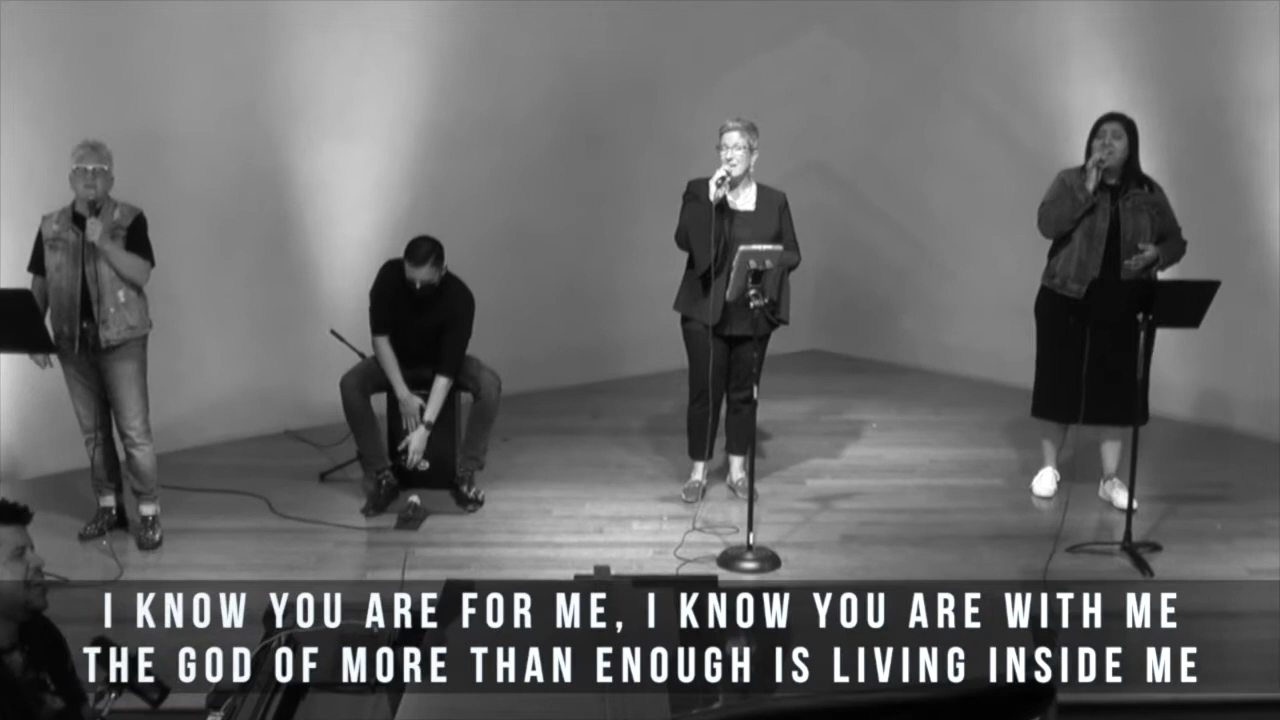 I KNOW YOU ARE FOR ME, I KNOW YOU ARE WITH ME
THE GOD OF MORE THAN ENOUGH IS LIVING INSIDE ME